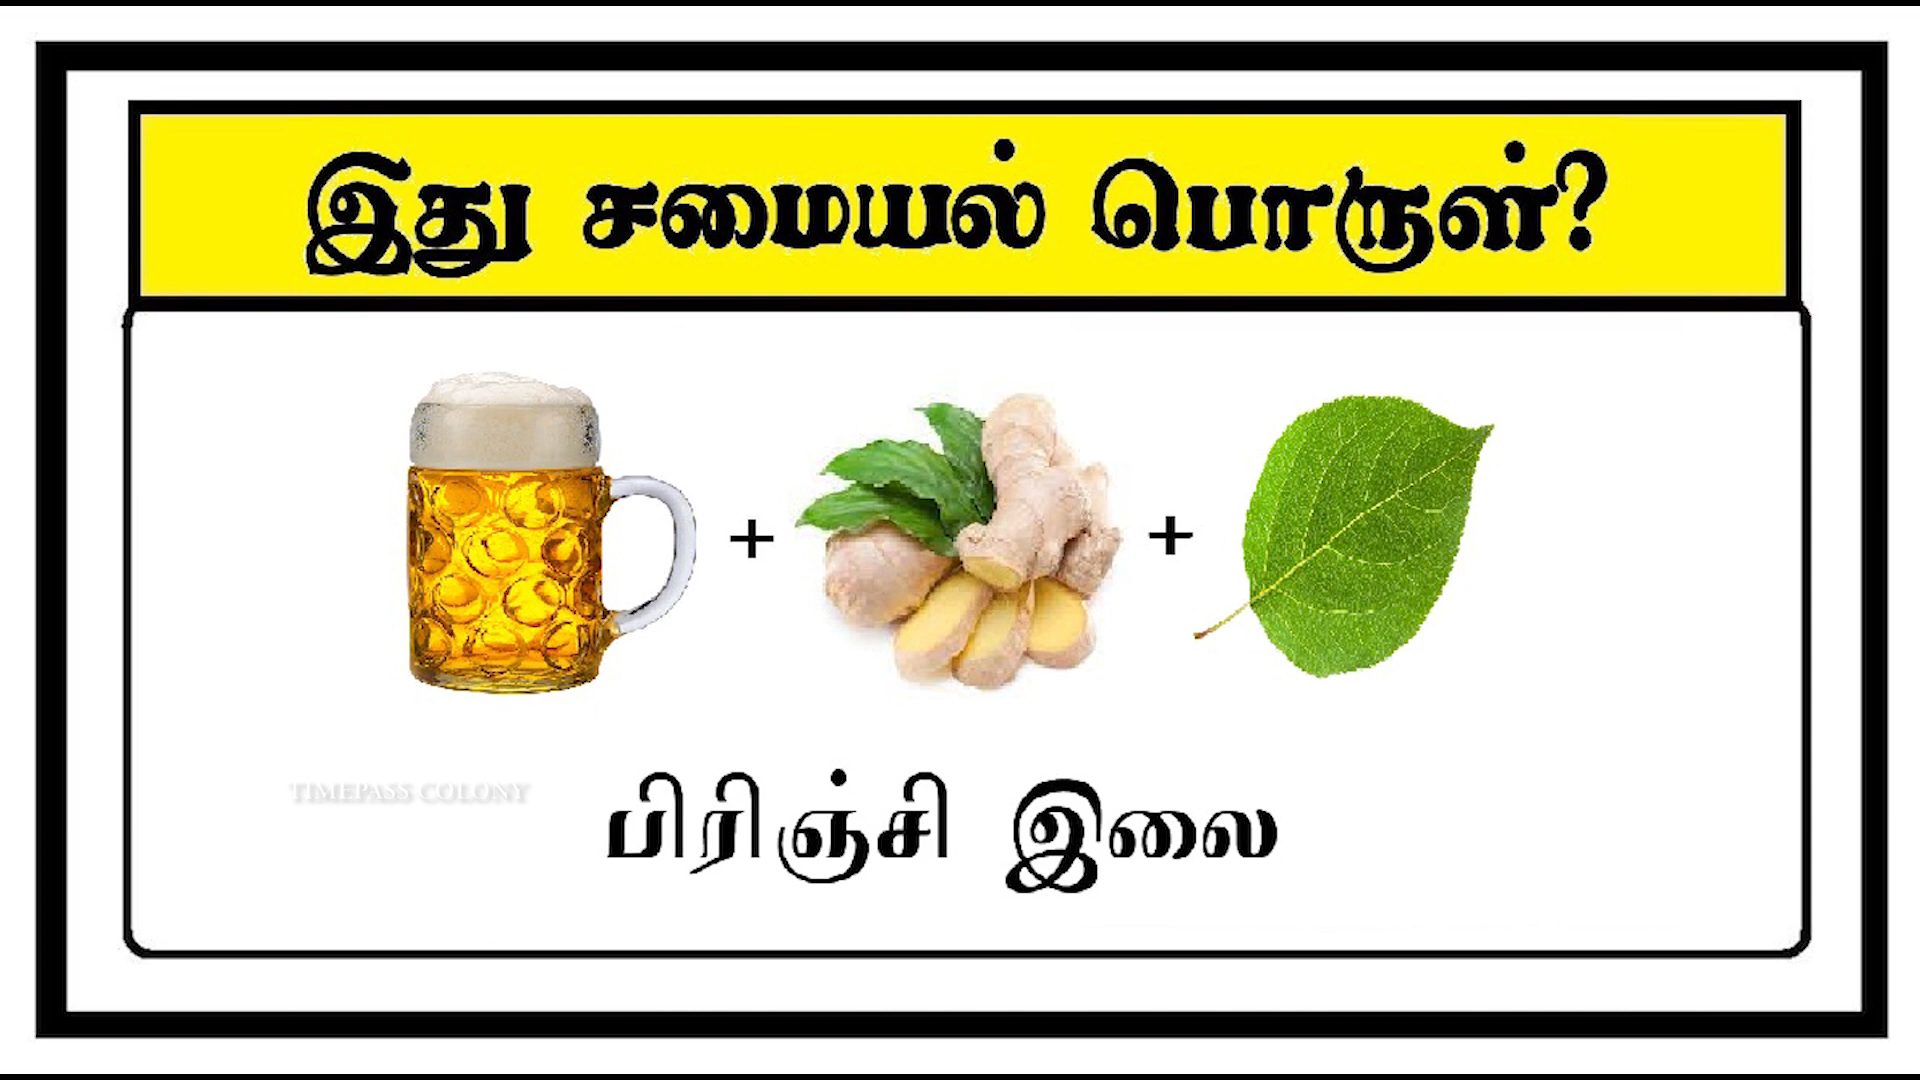 இது சமையல் பொருள்?
+ +
TIMEPASS COLONY
பிரிஞ்சி இலை